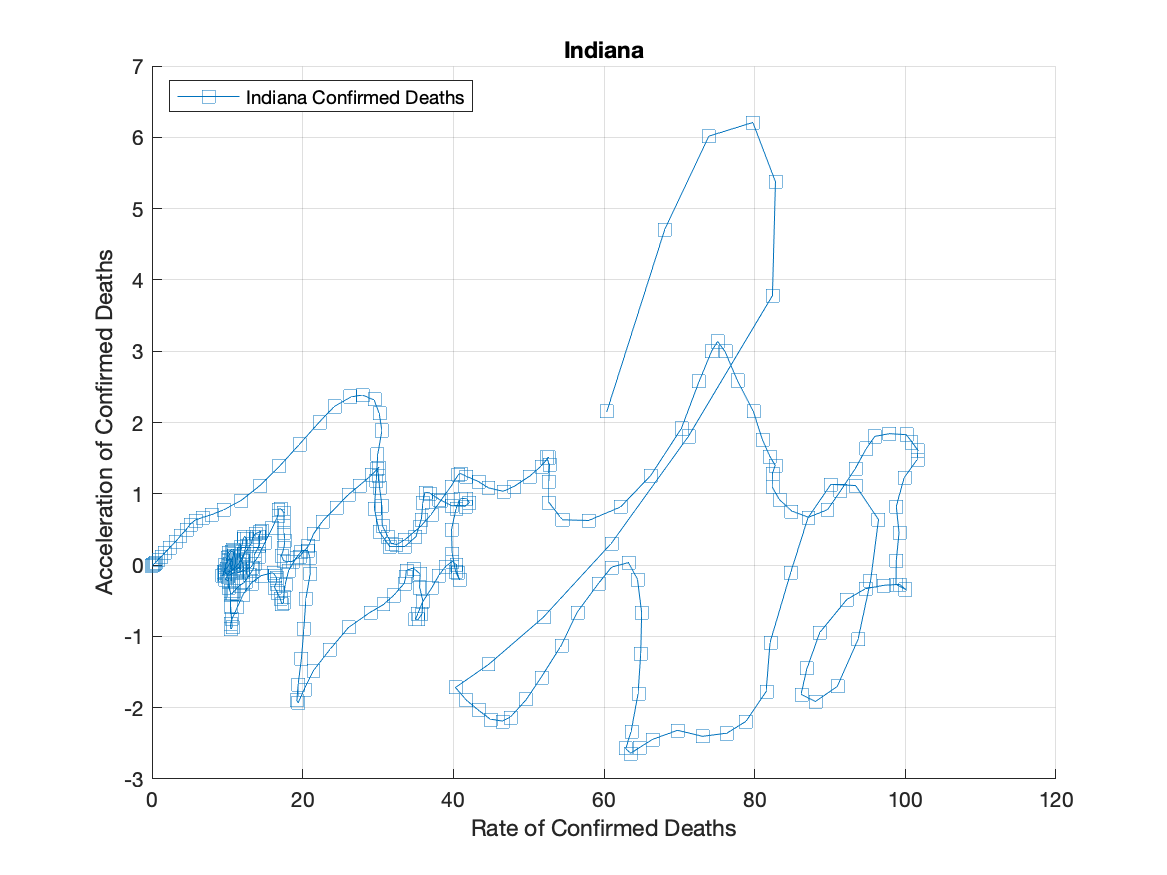 Indiana
Indiana Confirmed Deaths
Acceleration of Confirmed Deaths
7
6
5
4
3
2
1
0
-1
-2
-3
0 20 40 60 80 100 120
Rate of Confirmed Deaths